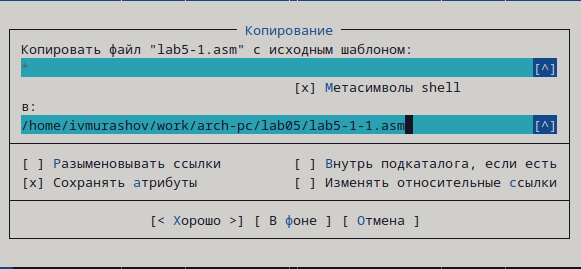 Копирование
Копировать файл "lab5-1.asm" с исходным шаблоном:
* [^]
[x] Метасимволы shell
в:
/home/ivmurashov/work/arch-pc/lab05/lab5-1-1.asm [^]
[ ] Разыменовывать ссылки [ ] Внутрь подкаталога, если есть
[x] Сохранять атрибуты [ ] Изменять относительные ссылки
[< Хорошо >] [ В фоне ] [ Отмена ]